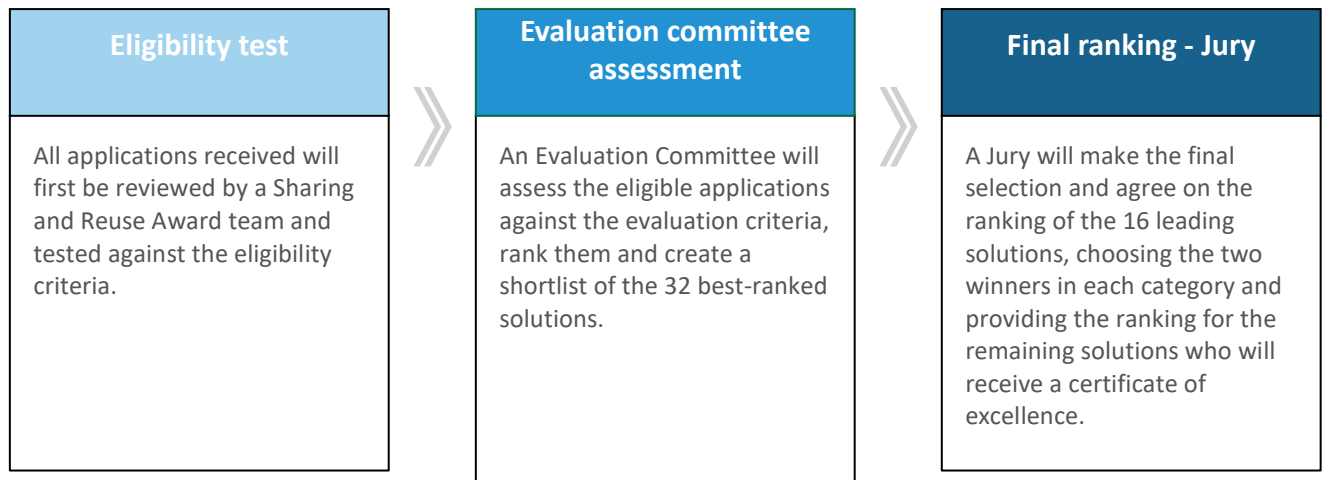 Eligibility test
All applications received will
first be reviewed by a Sharing
and Reuse Award team and
tested against the eligibility
criteria.
Evaluation committee
assessment
An Evaluation Committee will
assess the eligible applications
against the evaluation criteria,
rank them and create a
shortlist of the 32 best-ranked
solutions.
Final ranking - Jury
A Jury will make the final
selection and agree on the
ranking of the 16 leading
solutions, choosing the two
winners in each category and
providing the ranking for the
remaining solutions who will
receive a certificate of
excellence.